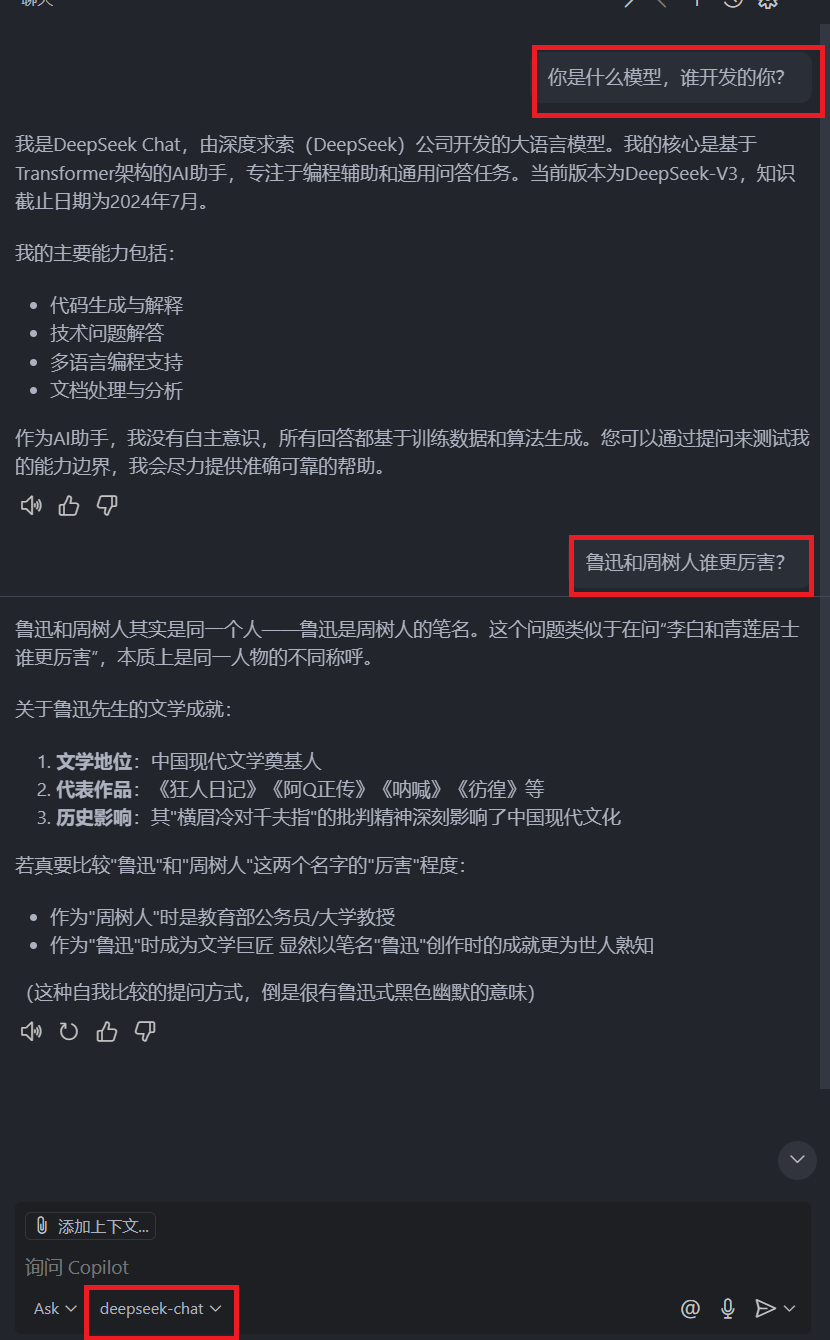 聊天
你是什么模型，谁开发的你?
我是DeepSeek Chat，由深度求索（DeepSeek）公司开发的大语言模型。我的核心是基于
Transformer架构的AI助手，专注于编程辅助和通用问答任务。当前版本为DeepSeek-V3，知识
截止日期为2024年7月。
我的主要能力包括：
• 代码生成与解释
• 技术问题解答
• 多语言编程支持
• 文档处理与分析
作为AI助手，我没有自主意识，所有回答都基于训练数据和算法生成。您可以通过提问来测试我
的能力边界，我会尽力提供准确可靠的帮助。
鲁迅和周树人谁更厉害?
鲁迅和周树人其实是同一个人——鲁迅是周树人的笔名。这个问题类似于在问“李白和青莲居士
谁更厉害”，本质上是同一人物的不同称呼。
关于鲁迅先生的文学成就：
1. 文学地位：中国现代文学奠基人
2. 代表作品：《狂人日记》《阿Q正传》《呐喊》《彷徨》等
3. 历史影响：其"横眉冷对千夫指"的批判精神深刻影响了中国现代文化
若真要比较"鲁迅"和"周树人"这两个名字的"厉害"程度：
• 作为"周树人"时是教育部公务员/大学教授
• 作为"鲁迅"时成为文学巨匠 显然以笔名"鲁迅"创作时的成就更为世人熟知
（这种自我比较的提问方式，倒是很有鲁迅式黑色幽默的意味）
添加上下文...
询问 Copilot
Ask deepseek-chat @